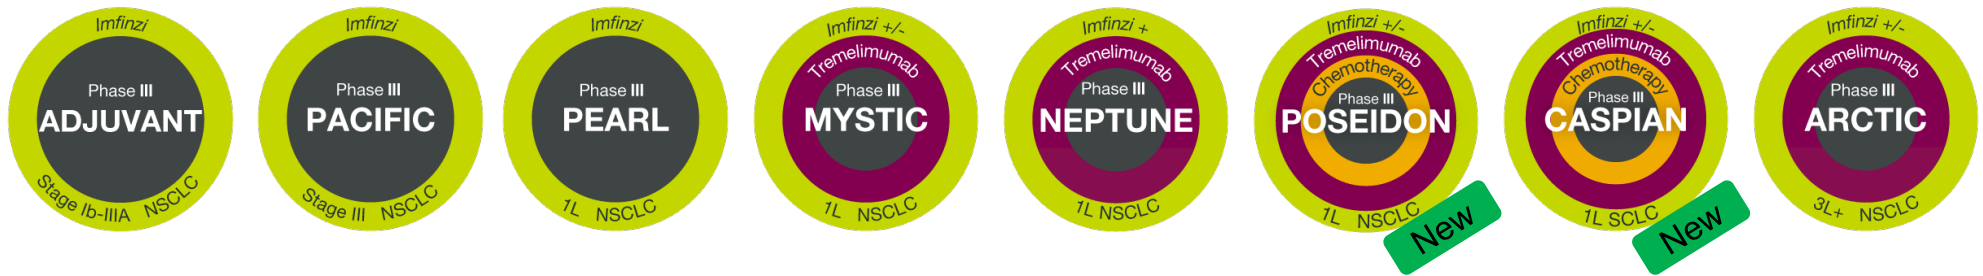 Imfinzi
Phase III
ADJUVANT
Stage Ib-IIIA NSCLC
Imfinzi
Phase III
PACIFIC
Stage III NSCLC
Imfinzi
Phase III
PEARL
1L NSCLC
Imfinzi +/-
Tremelimumab
Phase III
MYSTIC
1L NSCLC
Imfinzi +
Tremelimumab
Phase III
NEPTUNE
1L NSCLC
Imfinzi +/-
Tremelimumab
Chemotherapy
Phase III
POSEIDON
1L NSCLC
New
Imfinzi +/-
Tremelimumab
Chemotherapy
Phase III
CASPIAN
1L SCLC
New
Imfinzi +/-
Tremelimumab
Phase III
ARCTIC
3L+ NSCLC